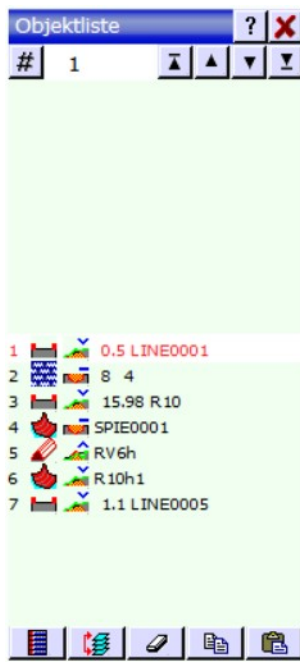 Objektliste ?
# 1
1 0.5 LINE0001
2 8 4
3 15.98 R10
4 SPIE0001
5 RV6h
6 R10h1
7 1.1 LINE0005